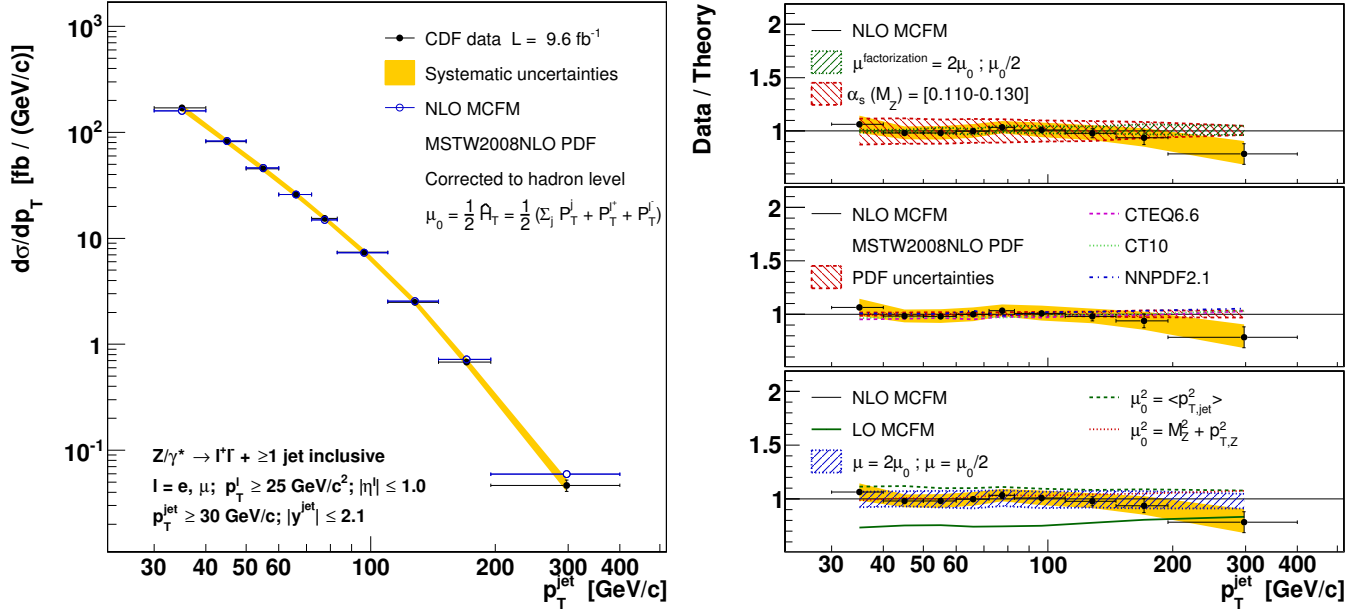 dσ/dp_T [fb / (GeV/c)]
10³
10²
10
1
10⁻¹
CDF data L = 9.6 fb⁻¹
Systematic uncertainties
NLO MCFM
MSTW2008NLO PDF
Corrected to hadron level
μ₀ = 1/2 Ĥ_T = 1/2 (Σ_j P_T^j + P_T^l⁺ + P_T^l⁻)
Z/γ* → l⁺l⁻ + ≥1 jet inclusive
l = e, μ; p_T^l ≥ 25 GeV/c²; |η^l| ≤ 1.0
p_T^jet ≥ 30 GeV/c; |y^jet| ≤ 2.1
30 40 50 100 200 300
p_T^jet [GeV/c]
Data / Theory
2
1.5
1
NLO MCFM
μ^factorization = 2μ₀ ; μ₀/2
α_s (M_Z) = [0.110-0.130]
2
1.5
1
NLO MCFM
MSTW2008NLO PDF
PDF uncertainties
CTEQ6.6
CT10
NNPDF2.1
2
1.5
1
NLO MCFM
LO MCFM
μ = 2μ₀ ; μ = μ₀/2
μ₀² = <p²_T,jet>
μ₀² = M_Z² + p²_T,Z
30 40 50 100 200 300
p_T^jet [GeV/c]